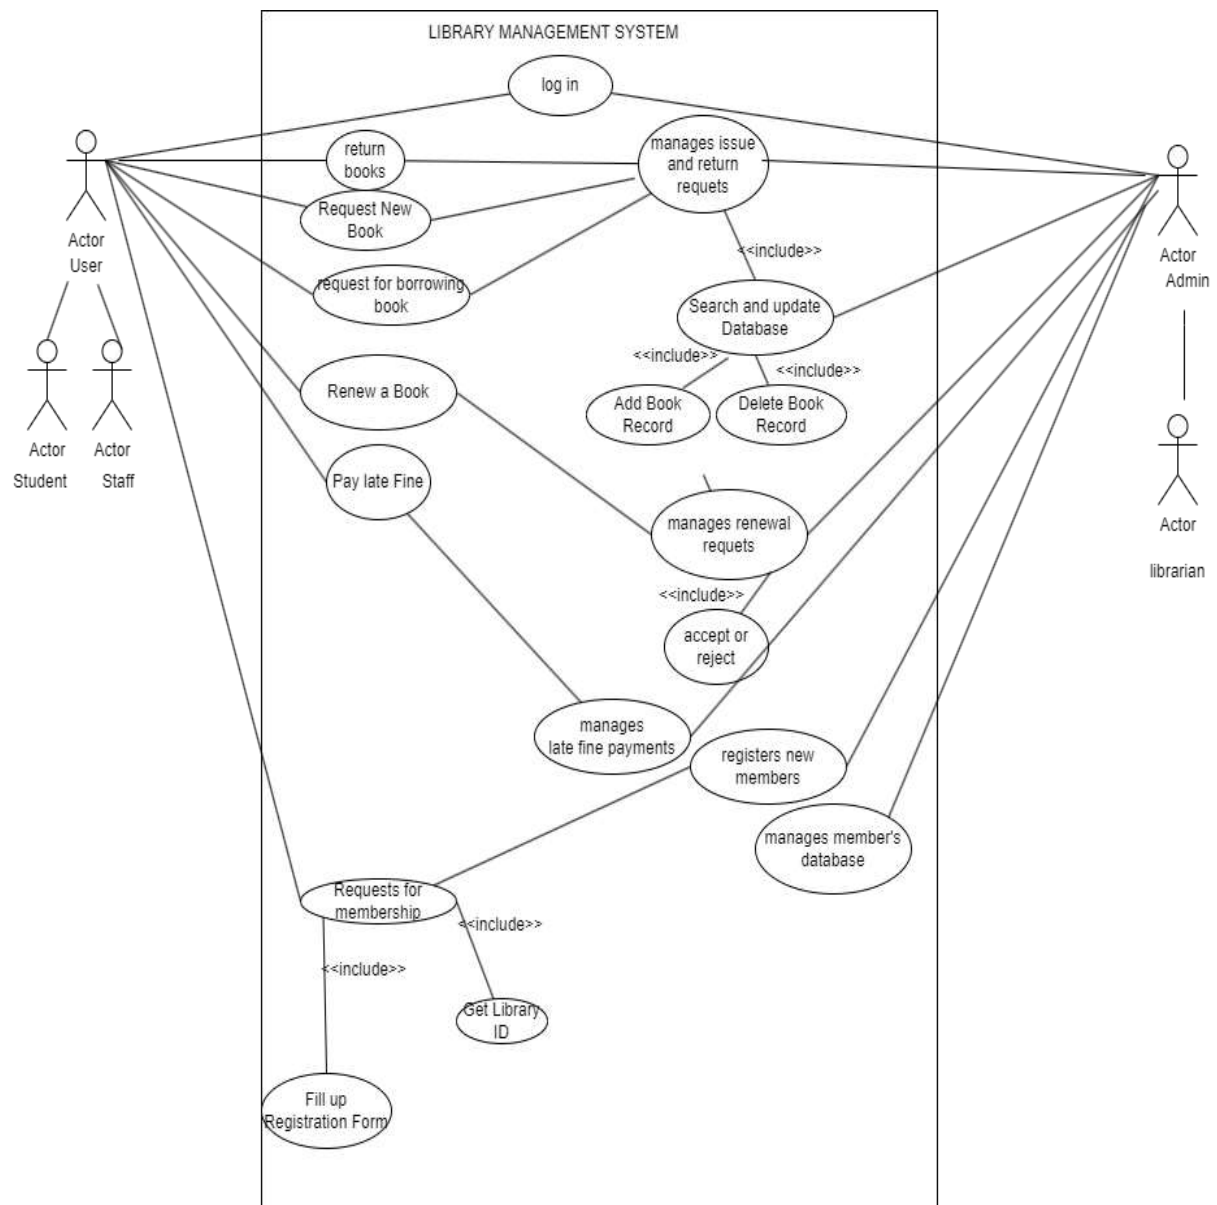 LIBRARY MANAGEMENT SYSTEM
log in
return
books
manages issue
and return
requets
Request New
Book
Actor
User
Actor
Admin
<<include>>
request for borrowing
book
Search and update
Database
<<include>>
<<include>>
Renew a Book
Add Book
Record
Delete Book
Record
Actor
Student
Actor
Staff
Pay late Fine
manages renewal
requets
Actor
librarian
<<include>>
accept or
reject
manages
late fine payments
registers new
members
manages member's
database
Requests for
membership
<<include>>
<<include>>
Get Library
ID
Fill up
Registration Form